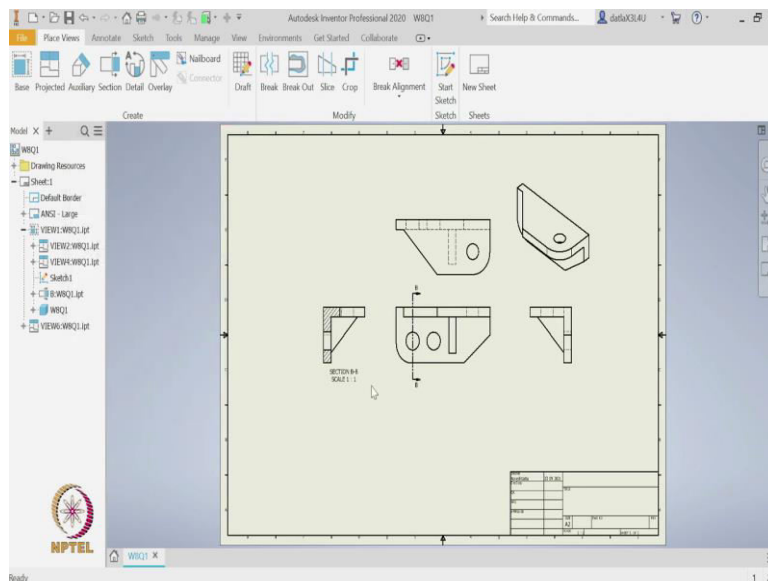 Autodesk Inventor Professional 2020 W8Q1
Search Help & Commands...
datlaX3L4U
File Place Views Annotate Sketch Tools Manage View Environments Get Started Collaborate
Base Projected Auxiliary Section Detail Overlay
Nailboard
Connector
Draft Break Break Out Slice Crop
Break Alignment
Start Sketch
New Sheet
Create Modify Sketch Sheets
Model
W8Q1
Drawing Resources
Sheet:1
Default Border
ANSI - Large
VIEW1:W8Q1.ipt
VIEW2:W8Q1.ipt
VIEW4:W8Q1.ipt
Sketch1
B:W8Q1.ipt
W8Q1
VIEW6:W8Q1.ipt
B
B
SECTION B-B
SCALE 1 : 1
A2
NPTEL
W8Q1
Ready
1